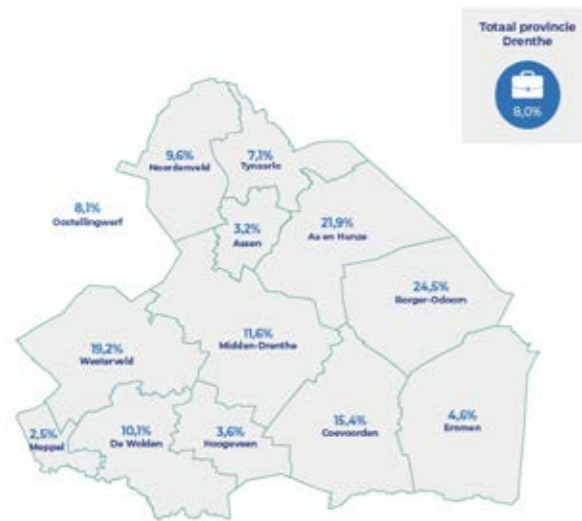 Totaal provincie
Drenthe
8,0%
9,6%
Noordenveld
7,1%
Tynaarlo
8,1%
Ooststellingwerf
3,2%
Assen
21,9%
Aa en Hunze
24,5%
Borger-Odoorn
11,6%
Midden-Drenthe
19,2%
Westerveld
2,5%
Meppel
10,1%
De Wolden
3,6%
Hoogeveen
15,4%
Coevorden
4,6%
Emmen